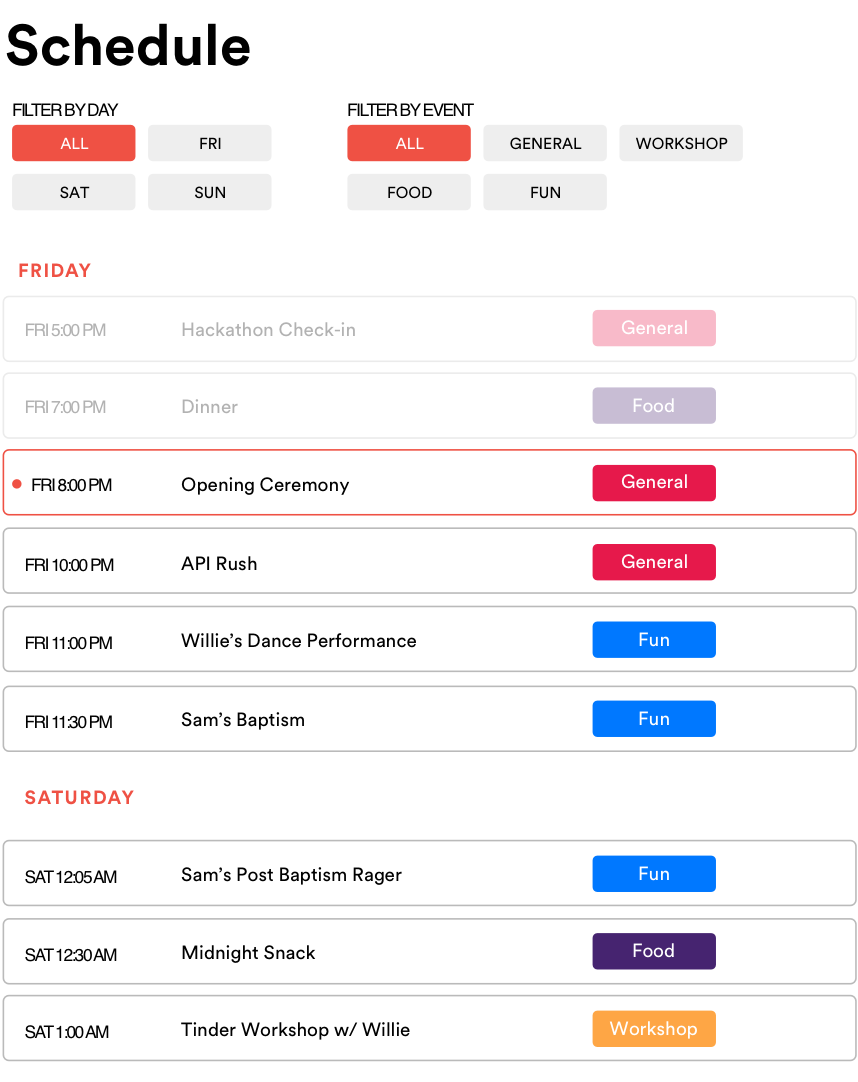 Schedule
FILTER BY DAY
FILTER BY EVENT
ALL FRI
ALL GENERAL WORKSHOP
SAT SUN
FOOD FUN
FRIDAY
FRI 5:00 PM Hackathon Check-in General
FRI 7:00 PM Dinner Food
FRI 8:00 PM Opening Ceremony General
FRI 10:00 PM API Rush General
FRI 11:00 PM Willie’s Dance Performance Fun
FRI 11:30 PM Sam’s Baptism Fun
SATURDAY
SAT 12:05 AM Sam’s Post Baptism Rager Fun
SAT 12:30 AM Midnight Snack Food
SAT 1:00 AM Tinder Workshop w/ Willie Workshop